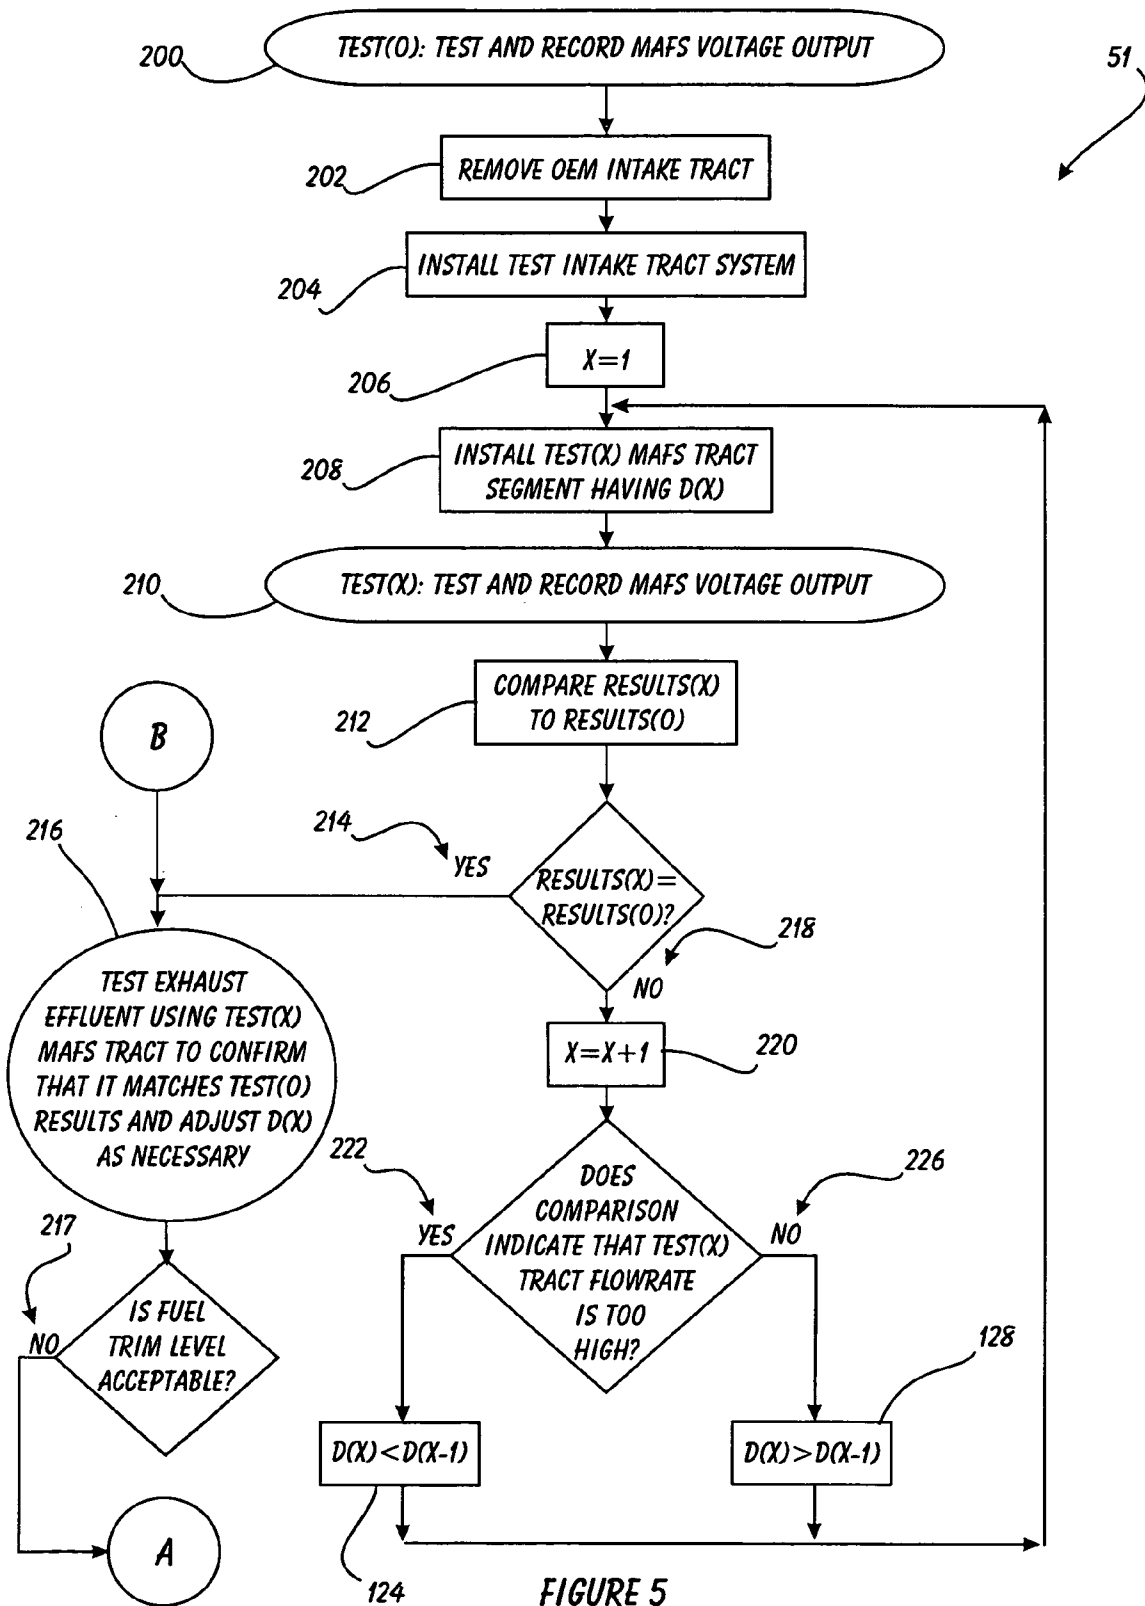 TEST(0): TEST AND RECORD MAFS VOLTAGE OUTPUT
200
51
REMOVE OEM INTAKE TRACT
202
INSTALL TEST INTAKE TRACT SYSTEM
204
X=1
206
INSTALL TEST(X) MAFS TRACT
SEGMENT HAVING D(X)
208
TEST(X): TEST AND RECORD MAFS VOLTAGE OUTPUT
210
COMPARE RESULTS(X)
TO RESULTS(0)
212
B
214
YES
RESULTS(X)=
RESULTS(0)?
216
218
NO
TEST EXHAUST
EFFLUENT USING TEST(X)
MAFS TRACT TO CONFIRM
THAT IT MATCHES TEST(0)
RESULTS AND ADJUST D(X)
AS NECESSARY
X=X+1
220
222
YES
DOES
COMPARISON
INDICATE THAT TEST(X)
TRACT FLOWRATE
IS TOO
HIGH?
226
NO
217
NO
IS FUEL
TRIM LEVEL
ACCEPTABLE?
128
D(X)<D(X-1)
D(X)>D(X-1)
A
124
FIGURE 5